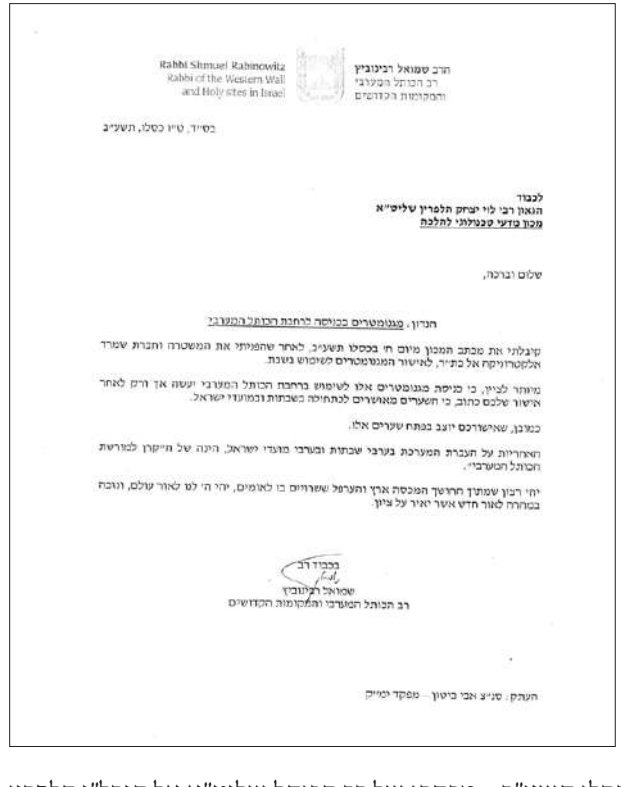 Rabbi Shmuel Rabinowitz
Rabbi of the Western Wall
and Holy sites in Israel
הרב שמואל רבינוביץ
רב הכותל המערבי
והמקומות הקדושים
בס״ד, ט״ו כסלו, תשע״ב
לכבוד
הגאון רבי לוי יצחק הלפרין שליט״א
מכון מדעי טכנולוגי להלכה
שלום וברכה,
הנדון: מגנומטרים בכניסה לרחבת הכותל המערבי
קיבלתי את מכתב המכון מיום ח׳ בכסלו תשע״ב, לאחר שהפניתי את המשטרה וחברת שמרד
אלקטרוניקה אל כת״ר, לאישור המגנומטרים לשימוש בשבת.
מיותר לציין, כי כניסת מגנומטרים אלו לשימוש ברחבת הכותל המערבי יעשה אך ורק לאחר
אישור שלכם כתוב, כי השערים מאושרים לכתחילה בשבתות ובמועדי ישראל.
כמובן, שאישורכם יוצב בפתח שערים אלו.
האחריות על העברת המערכת בערבי שבתות ובערבי מועדי ישראל, הינה של ה״קרן למורשת
הכותל המערבי״.
יהי רצון שמתוך החושך המכסה ארץ והערפל ששרויים בו לאומים, יהי ה׳ לנו לאור עולם, ונזכה
במהרה לאור חדש אשר יאיר על ציון.
בכבוד רב
שמואל רבינוביץ
רב הכותל המערבי והמקומות הקדושים
העתק: סנ״צ אבי ביטון – מפקד ימ״ק